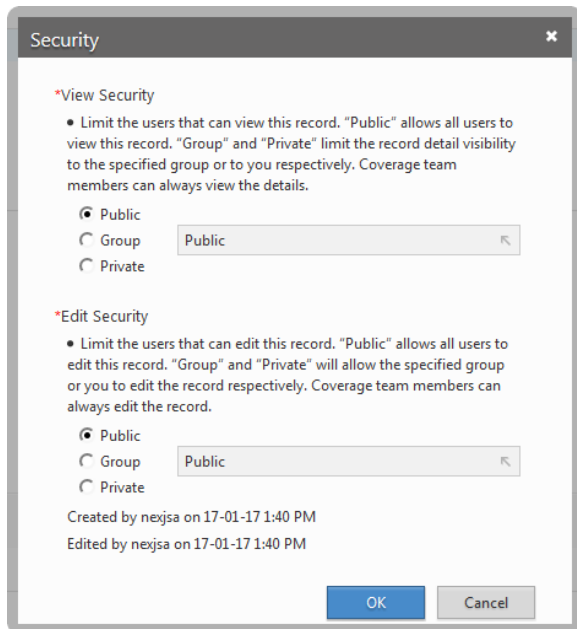 Security
*View Security
• Limit the users that can view this record. “Public” allows all users to
view this record. “Group” and “Private” limit the record detail visibility
to the specified group or to you respectively. Coverage team
members can always view the details.
Public
Group Public
Private
*Edit Security
• Limit the users that can edit this record. “Public” allows all users to
edit this record. “Group” and “Private” will allow the specified group
or you to edit the record respectively. Coverage team members can
always edit the record.
Public
Group Public
Private
Created by nexjsa on 17-01-17 1:40 PM
Edited by nexjsa on 17-01-17 1:40 PM
OK Cancel